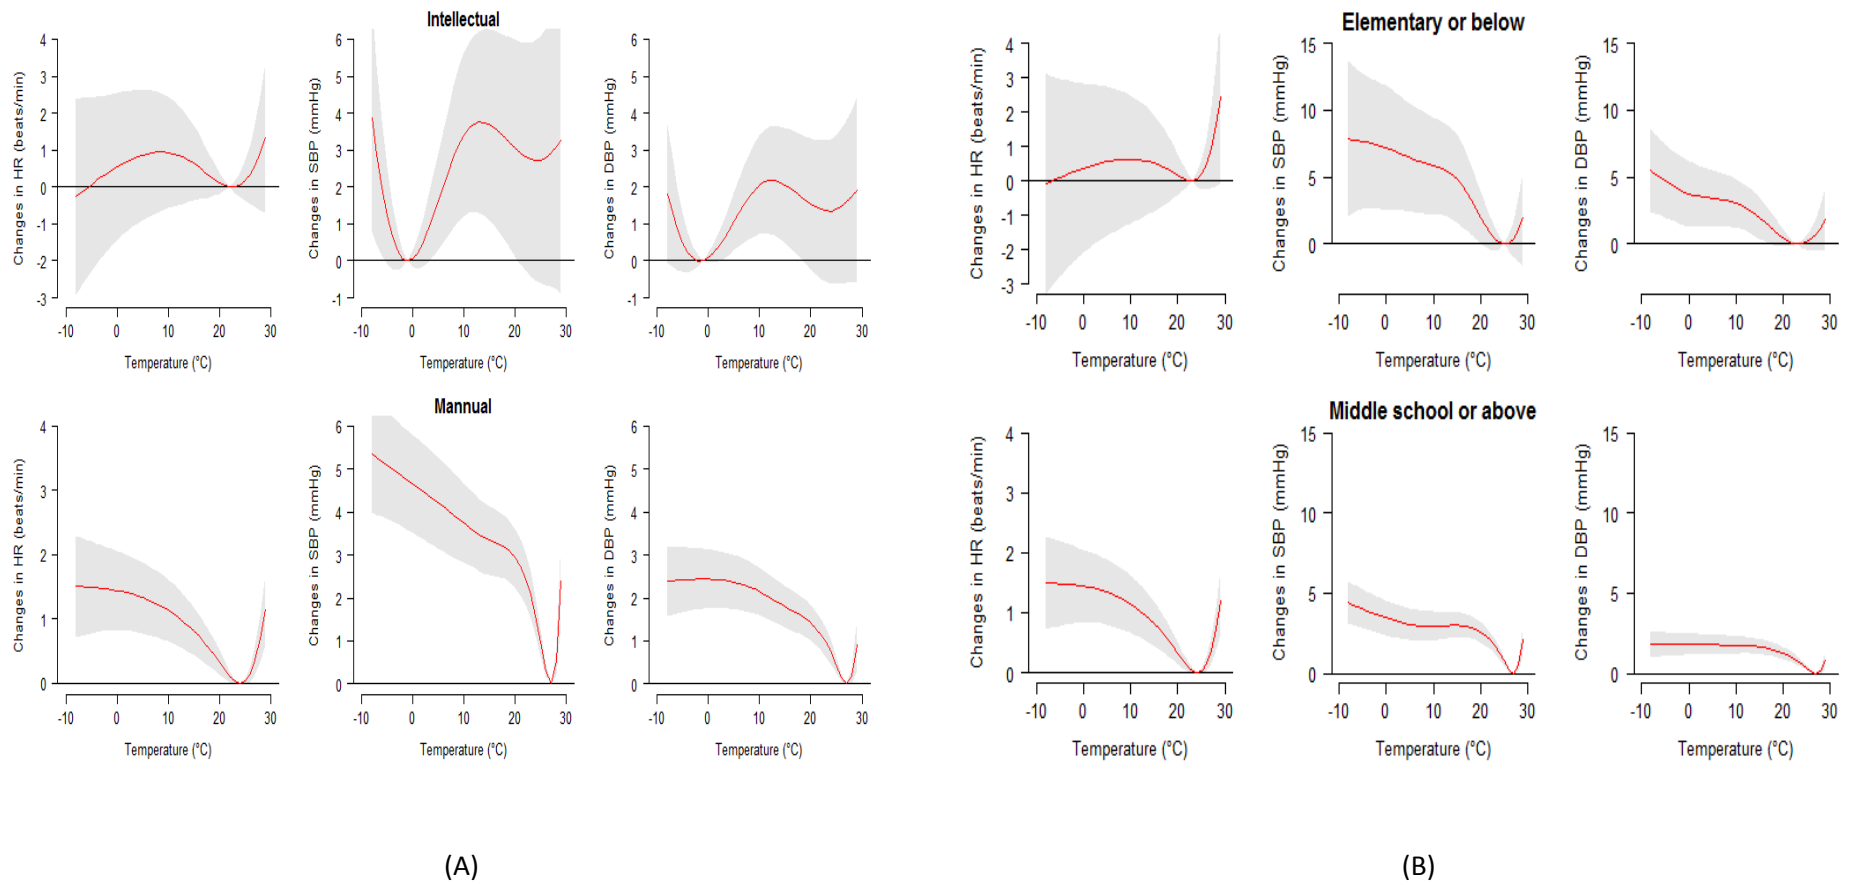 Intellectual
Changes in HR (beats/min)
4
3
2
1
0
-1
-2
-3
-10 0 10 20 30
Temperature (°C)
Changes in SBP (mmHg)
6
5
4
3
2
1
0
-1
-10 0 10 20 30
Temperature (°C)
Changes in DBP (mmHg)
6
5
4
3
2
1
0
-1
-10 0 10 20 30
Temperature (°C)
Mannual
Changes in HR (beats/min)
4
3
2
1
0
-10 0 10 20 30
Temperature (°C)
Changes in SBP (mmHg)
6
5
4
3
2
1
0
-10 0 10 20 30
Temperature (°C)
Changes in DBP (mmHg)
6
5
4
3
2
1
0
-10 0 10 20 30
Temperature (°C)
(A)
Elementary or below
Changes in HR (beats/min)
4
3
2
1
0
-1
-2
-3
-10 0 10 20 30
Temperature (°C)
Changes in SBP (mmHg)
15
10
5
0
-10 0 10 20 30
Temperature (°C)
Changes in DBP (mmHg)
15
10
5
0
-10 0 10 20 30
Temperature (°C)
Middle school or above
Changes in HR (beats/min)
4
3
2
1
0
-10 0 10 20 30
Temperature (°C)
Changes in SBP (mmHg)
15
10
5
0
-10 0 10 20 30
Temperature (°C)
Changes in DBP (mmHg)
15
10
5
0
-10 0 10 20 30
Temperature (°C)
(B)